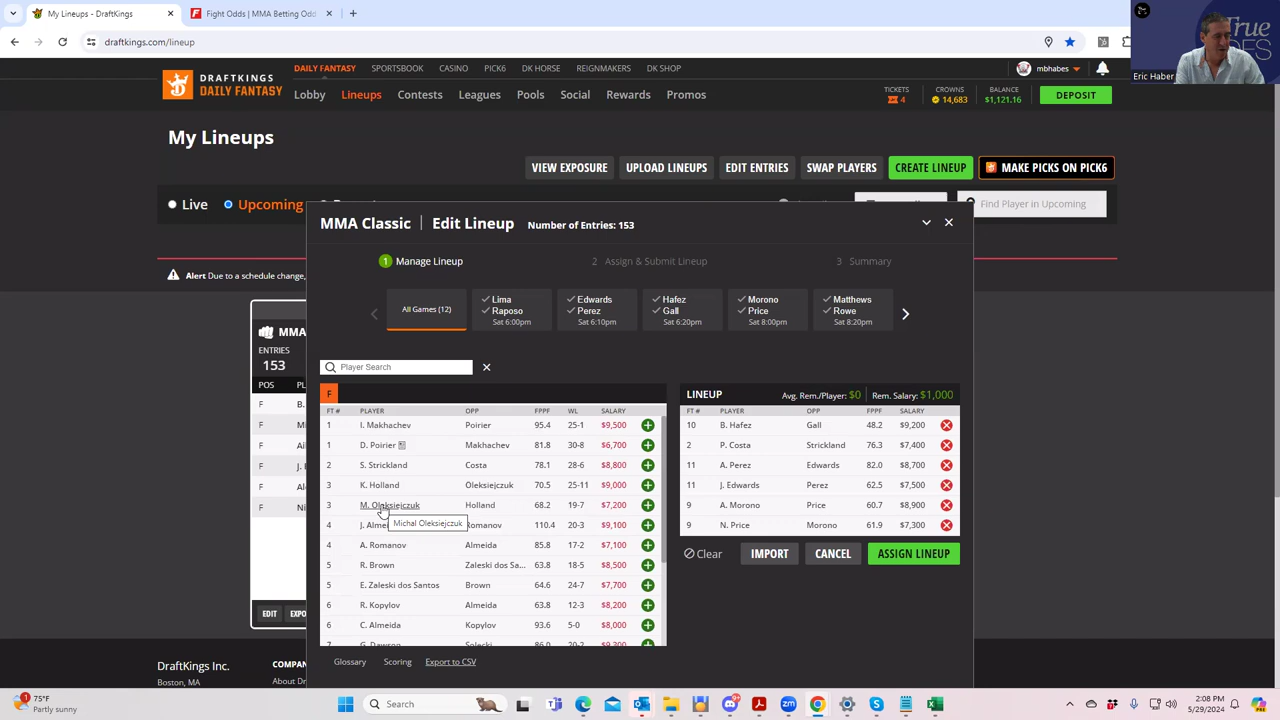 My Lineups - DraftKings
Fight Odds | MMA Betting Odd
draftkings.com/lineup
Eric Haber
DRAFTKINGS
DAILY FANTASY
DAILY FANTASY SPORTSBOOK CASINO PICK6 DK HORSE REIGNMAKERS DK SHOP
mbhabes
Lobby Lineups Contests Leagues Pools Social Rewards Promos
TICKETS CROWNS BALANCE
4 14,683 $1,121.16
DEPOSIT
My Lineups
VIEW EXPOSURE UPLOAD LINEUPS EDIT ENTRIES SWAP PLAYERS CREATE LINEUP MAKE PICKS ON PICK6
Live Upcoming
Find Player in Upcoming
MMA Classic | Edit Lineup Number of Entries: 153
1 Manage Lineup 2 Assign & Submit Lineup 3 Summary
Alert Due to a schedule change,
All Games (12)
Lima Raposo Sat 6:00pm
Edwards Perez Sat 6:10pm
Hafez Gall Sat 6:20pm
Morono Price Sat 8:00pm
Matthews Rowe Sat 8:20pm
MMA
ENTRIES
153
POS PL
F B.
F
F
F J.
F
F
EDIT EXPO
Player Search
F
FT # PLAYER OPP FPPF WL SALARY
1 I. Makhachev Poirier 95.4 25-1 $9,500
1 D. Poirier Makhachev 81.8 30-8 $6,700
2 S. Strickland Costa 78.1 28-6 $8,800
3 K. Holland Oleksiejczuk 70.5 25-11 $9,000
3 M. Oleksiejczuk Holland 68.2 19-7 $7,200
Michal Oleksiejczuk
4 J. Alme Romanov 110.4 20-3 $9,100
4 A. Romanov Almeida 85.8 17-2 $7,100
5 R. Brown Zaleski dos Sa... 63.8 18-5 $8,500
5 E. Zaleski dos Santos Brown 64.6 24-7 $7,700
6 R. Kopylov Almeida 63.8 12-3 $8,200
6 C. Almeida Kopylov 93.6 5-0 $8,000
7 G. Dawson Solecki 86.0 20-2 $9,300
Glossary Scoring Export to CSV
LINEUP Avg. Rem./Player: $0 Rem. Salary: $1,000
FT # PLAYER OPP FPPF SALARY
10 B. Hafez Gall 48.2 $9,200
2 P. Costa Strickland 76.3 $7,400
11 A. Perez Edwards 82.0 $8,700
11 J. Edwards Perez 62.5 $7,500
9 A. Morono Price 60.7 $8,900
9 N. Price Morono 61.9 $7,300
Clear IMPORT CANCEL ASSIGN LINEUP
DraftKings Inc.
Boston, MA
COMPAN
About D
75°F
Partly sunny
Search
2:08 PM
5/29/2024